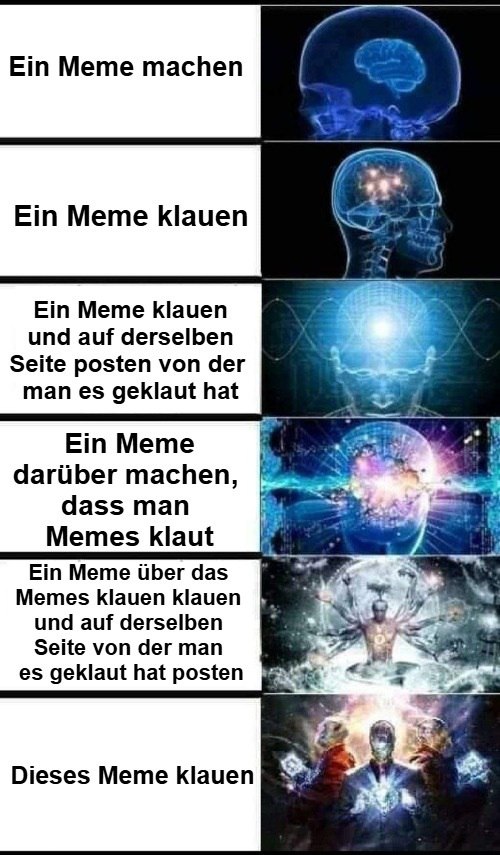 Ein Meme machen
Ein Meme klauen
Ein Meme klauen
und auf derselben
Seite posten von der
man es geklaut hat
Ein Meme
darüber machen,
dass man
Memes klaut
Ein Meme über das
Memes klauen klauen
und auf derselben
Seite von der man
es geklaut hat posten
Dieses Meme klauen